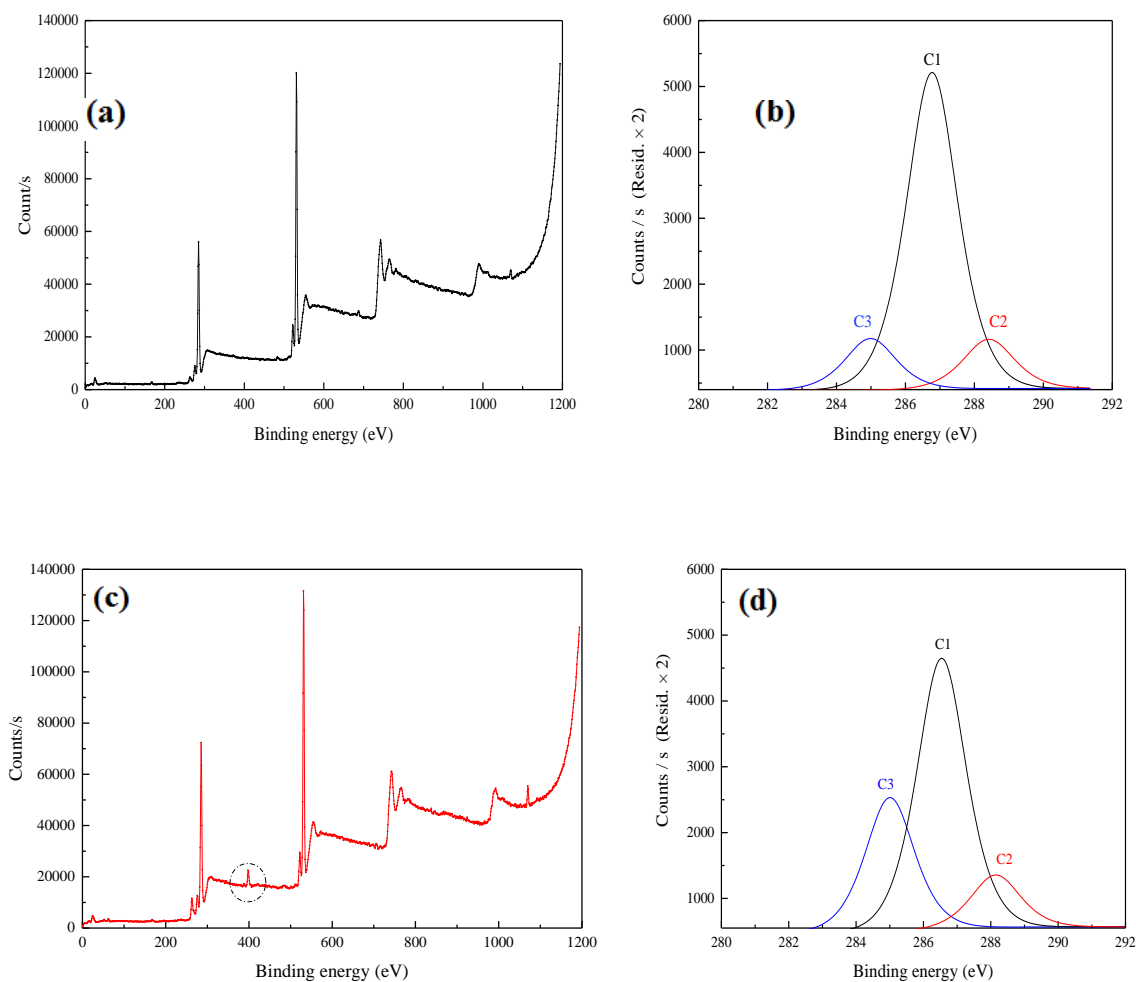 (a)
Count/s
140000
120000
100000
80000
60000
40000
20000
0
0 200 400 600 800 1000 1200
Binding energy (eV)
(b)
Counts / s (Resid. × 2)
6000
5000
4000
3000
2000
1000
C1
C3
C2
280 282 284 286 288 290 292
Binding energy (eV)
(c)
Counts/s
140000
120000
100000
80000
60000
40000
20000
0
0 200 400 600 800 1000 1200
Binding energy (eV)
(d)
Counts / s (Resid. × 2)
6000
5000
4000
3000
2000
1000
C1
C3
C2
280 282 284 286 288 290 292
Binding energy (eV)